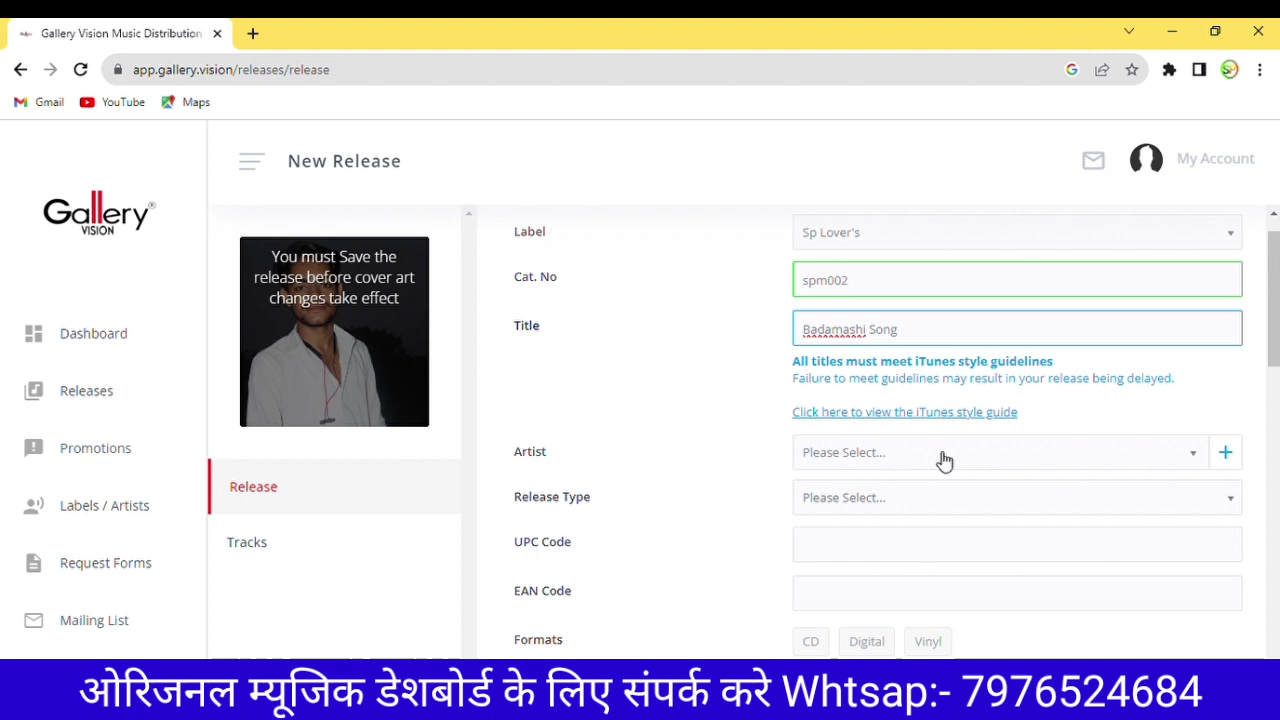 Gallery Vision Music Distribution
app.gallery.vision/releases/release
Gmail YouTube Maps
New Release
My Account
Gallery®
VISION
Dashboard
Releases
Promotions
Labels / Artists
Request Forms
Mailing List
You must Save the
release before cover art
changes take effect
Release
Tracks
Label Sp Lover's
Cat. No spm002
Title Badamashi Song
All titles must meet iTunes style guidelines
Failure to meet guidelines may result in your release being delayed.
Click here to view the iTunes style guide
Artist Please Select...
Release Type Please Select...
UPC Code
EAN Code
Formats CD Digital Vinyl
ओरिजनल म्यूजिक डेशबोर्ड के लिए संपर्क करे Whtsap:- 7976524684